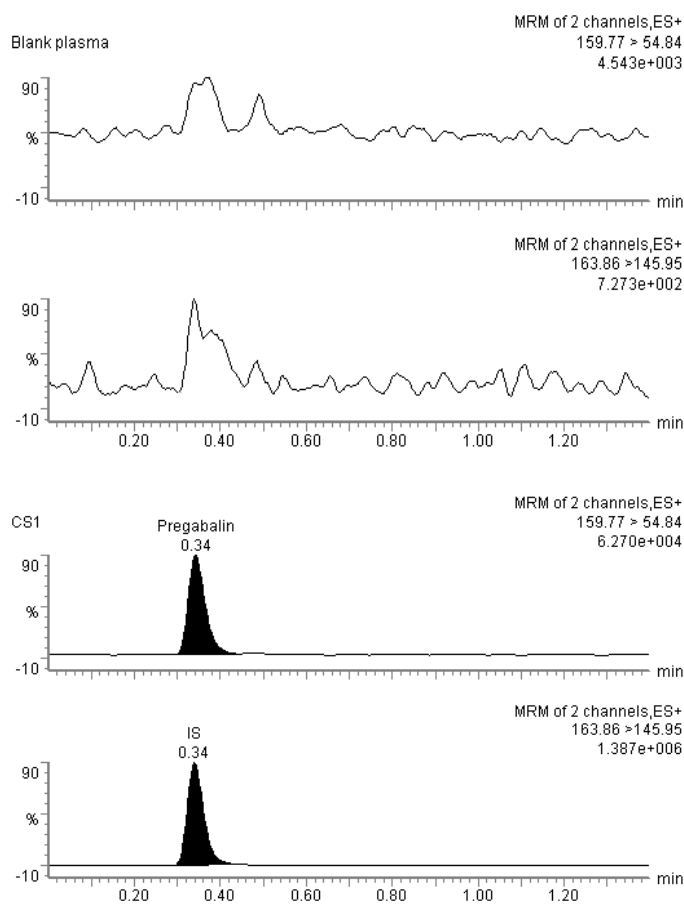 MRM of 2 channels,ES+
Blank plasma
159.77 > 54.84
4.543e+003
90
%
-10
min
MRM of 2 channels,ES+
163.86 >145.95
7.273e+002
90
%
-10
min
0.20 0.40 0.60 0.80 1.00 1.20
MRM of 2 channels,ES+
CS1
Pregabalin
159.77 > 54.84
0.34
6.270e+004
90
%
-10
min
MRM of 2 channels,ES+
IS
163.86 >145.95
0.34
1.387e+006
90
%
-10
min
0.20 0.40 0.60 0.80 1.00 1.20